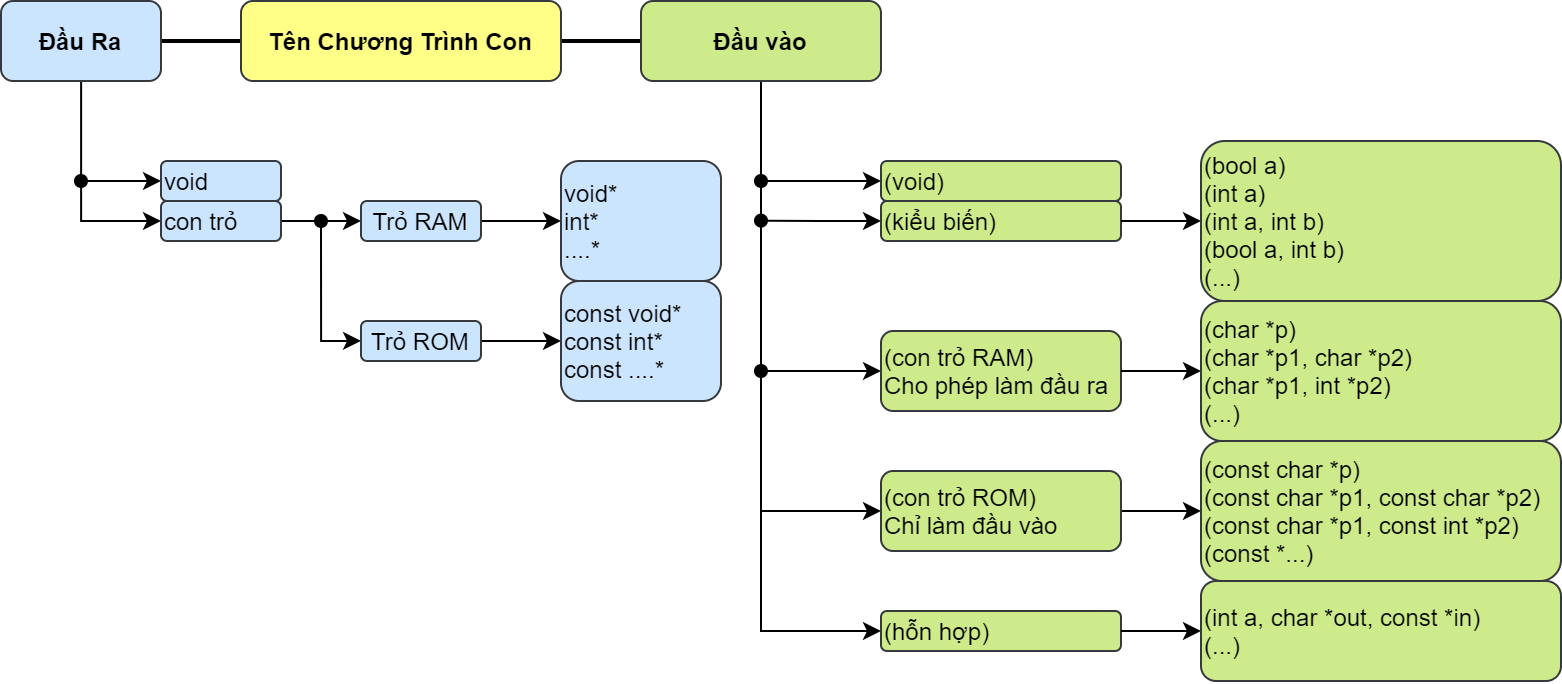 Đầu Ra
Tên Chương Trình Con
Đầu vào
void
con trỏ
Trỏ RAM
void*
int*
....*
Trỏ ROM
const void*
const int*
const ....*
(void)
(kiểu biến)
(bool a)
(int a)
(int a, int b)
(bool a, int b)
(...)
(con trỏ RAM)
Cho phép làm đầu ra
(char *p)
(char *p1, char *p2)
(char *p1, int *p2)
(...)
(con trỏ ROM)
Chỉ làm đầu vào
(const char *p)
(const char *p1, const char *p2)
(const char *p1, const int *p2)
(const *...)
(hỗn hợp)
(int a, char *out, const *in)
(...)